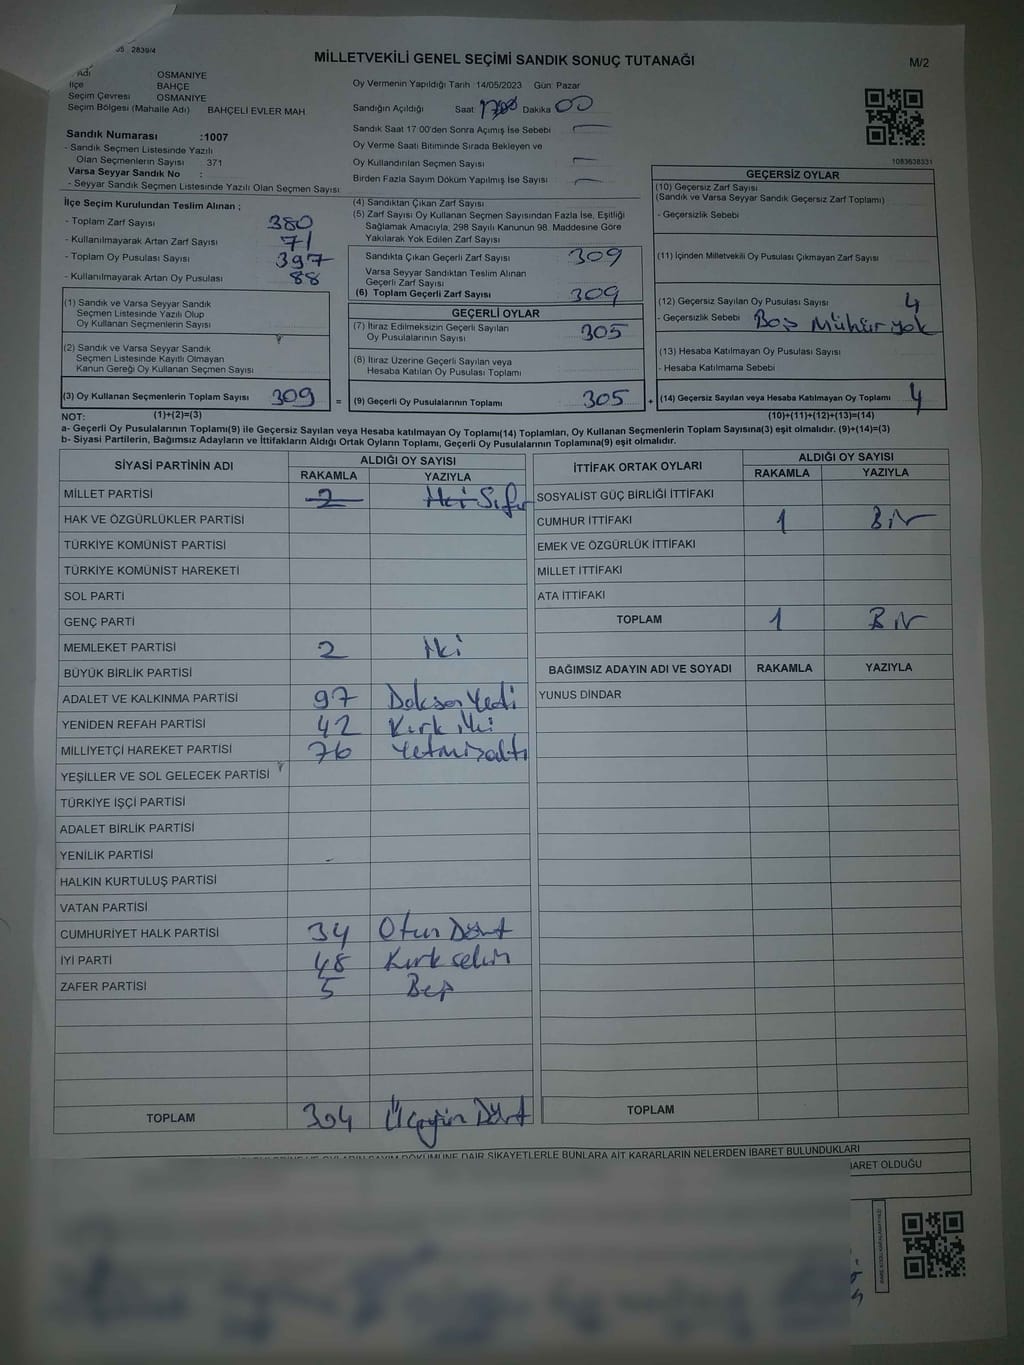 05 2839/4
MİLLETVEKİLİ GENEL SEÇİMİ SANDIK SONUÇ TUTANAĞI
M/2
Adı OSMANİYE
İlçe BAHÇE
Seçim Çevresi OSMANİYE
Seçim Bölgesi (Mahalle Adı) BAHÇELİ EVLER MAH
Sandık Numarası :1007
- Sandık Seçmen Listesinde Yazılı
Olan Seçmenlerin Sayısı 371
Varsa Seyyar Sandık No :
- Seyyar Sandık Seçmen Listesinde Yazılı Olan Seçmen Sayısı
İlçe Seçim Kurulundan Teslim Alınan ;
- Toplam Zarf Sayısı 380
- Kullanılmayarak Artan Zarf Sayısı 71
- Toplam Oy Pusulası Sayısı 397
- Kullanılmayarak Artan Oy Pusulası 88
(1) Sandık ve Varsa Seyyar Sandık
Seçmen Listesinde Yazılı Olup
Oy Kullanan Seçmenlerin Sayısı
(2) Sandık ve Varsa Seyyar Sandık
Seçmen Listesinde Kayıtlı Olmayan
Kanun Gereği Oy Kullanan Seçmen Sayısı
(3) Oy Kullanan Seçmenlerin Toplam Sayısı 309 =
Oy Vermenin Yapıldığı Tarih 14/05/2023 Gün: Pazar
Sandığın Açıldığı Saat: Dakika 00
Sandık Saat 17:00'den Sonra Açımış İse Sebebi
Oy Verme Saati Bitiminde Sırada Bekleyen ve
Oy Kullandırılan Seçmen Sayısı
Birden Fazla Sayım Döküm Yapılmış İse Sayısı
(4) Sandıktan Çıkan Zarf Sayısı
(5) Zarf Sayısı Oy Kullanan Seçmen Sayısından Fazla İse, Eşitliği
Sağlamak Amacıyla, 298 Sayılı Kanunun 98. Maddesine Göre
Yakılarak Yok Edilen Zarf Sayısı
Sandıkta Çıkan Geçerli Zarf Sayısı 309
Varsa Seyyar Sandıktan Teslim Alınan
Geçerli Zarf Sayısı
(6) Toplam Geçerli Zarf Sayısı 309
GEÇERLİ OYLAR
(7) İtiraz Edilmeksizin Geçerli Sayılan
Oy Pusulalarının Sayısı 305
(8) İtiraz Üzerine Geçerli Sayılan veya
Hesaba Katılan Oy Pusulası Toplamı
(9) Geçerli Oy Pusulalarının Toplamı 305 +
1083638331
GEÇERSİZ OYLAR
(10) Geçersiz Zarf Sayısı
(Sandık ve Varsa Seyyar Sandık Geçersiz Zarf Toplamı)
- Geçersizlik Sebebi
(11) İçinden Milletvekili Oy Pusulası Çıkmayan Zarf Sayısı
(12) Geçersiz Sayılan Oy Pusulası Sayısı 4
- Geçersizlik Sebebi Boş Mühür yok
(13) Hesaba Katılmayan Oy Pusulası Sayısı
- Hesaba Katılmama Sebebi
(14) Geçersiz Sayılan veya Hesaba Katılmayan Oy Toplamı 4
NOT: (1)+(2)=(3) (10)+(11)+(12)+(13)=(14)
a- Geçerli Oy Pusulalarının Toplamı(9) ile Geçersiz Sayılan veya Hesaba katılmayan Oy Toplamı(14) Toplamları, Oy Kullanan Seçmenlerin Toplam Sayısına(3) eşit olmalıdır. (9)+(14)=(3)
b- Siyasi Partilerin, Bağımsız Adayların ve İttifakların Aldığı Ortak Oyların Toplamı, Geçerli Oy Pusulalarının Toplamına(9) eşit olmalıdır.
SİYASİ PARTİNİN ADI ALDIĞI OY SAYISI
RAKAMLA YAZIYLA
MİLLET PARTİSİ 2 İki Sıfır
HAK VE ÖZGÜRLÜKLER PARTİSİ
TÜRKİYE KOMÜNİST PARTİSİ
TÜRKİYE KOMÜNİST HAREKETİ
SOL PARTİ
GENÇ PARTİ
MEMLEKET PARTİSİ 2 İki
BÜYÜK BİRLİK PARTİSİ
ADALET VE KALKINMA PARTİSİ 97 Doksan Yedi
YENİDEN REFAH PARTİSİ 42 Kırk iki
MİLLİYETÇİ HAREKET PARTİSİ 76 Yetmişaltı
YEŞİLLER VE SOL GELECEK PARTİSİ
TÜRKİYE İŞÇİ PARTİSİ
ADALET BİRLİK PARTİSİ
YENİLİK PARTİSİ
HALKIN KURTULUŞ PARTİSİ
VATAN PARTİSİ
CUMHURİYET HALK PARTİSİ 34 Otuz Dört
İYİ PARTİ 48 Kırk sekiz
ZAFER PARTİSİ 5 Beş
TOPLAM 304 Üçyüz Dört
İTTİFAK ORTAK OYLARI ALDIĞI OY SAYISI
RAKAMLA YAZIYLA
SOSYALIST GÜÇ BİRLİĞİ İTTİFAKI
CUMHUR İTTİFAKI 1 Bir
EMEK VE ÖZGÜRLÜK İTTİFAKI
MİLLET İTTİFAKI
ATA İTTİFAKI
TOPLAM 1 Bir
BAĞIMSIZ ADAYIN ADI VE SOYADI RAKAMLA YAZIYLA
YUNUS DİNDAR
TOPLAM
OYLARIN SAYIM DÖKÜMÜNE DAİR ŞİKAYETLERLE BUNLARA AİT KARARLARIN NELERDEN İBARET BULUNDUKLARI
İBARET OLDUĞU